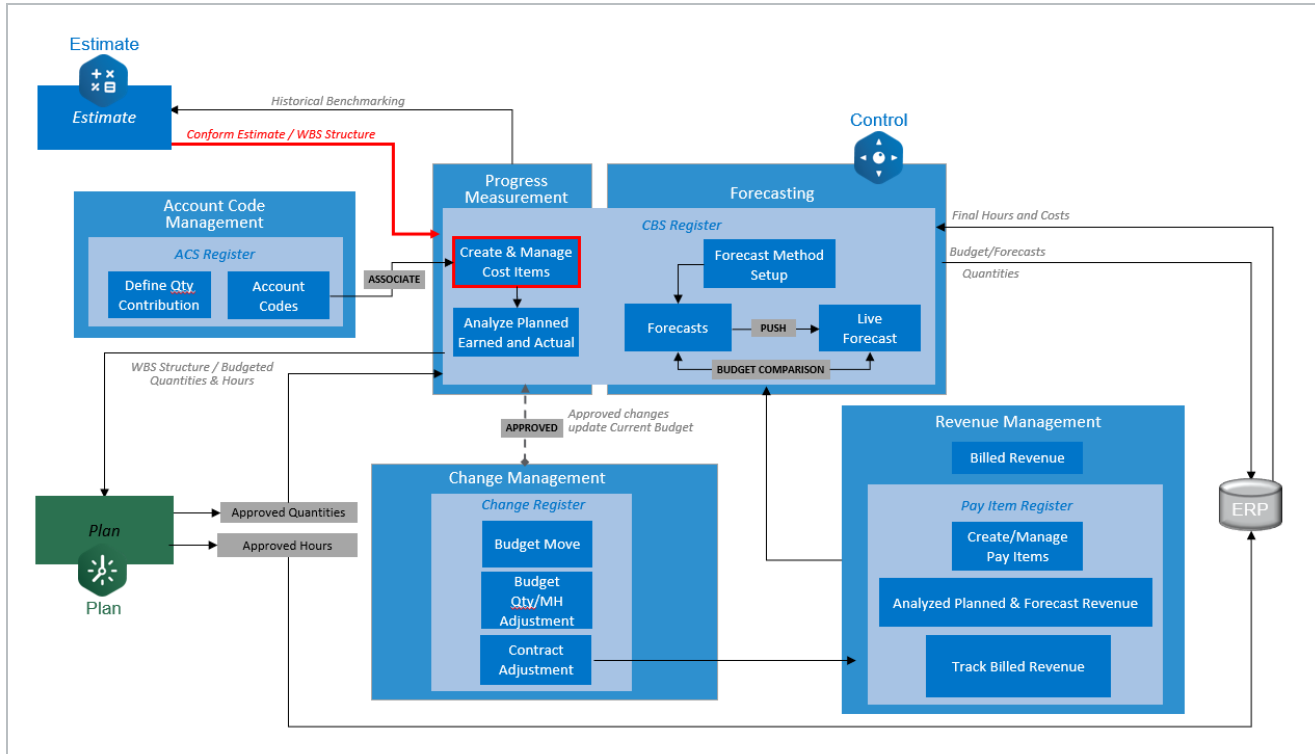 Estimate
Estimate
Historical Benchmarking
Conform Estimate / WBS Structure
Control
Account Code
Management
ACS Register
Define Qty
Contribution
Account
Codes
ASSOCIATE
Progress
Measurement
Forecasting
CBS Register
Create & Manage
Cost Items
Analyze Planned
Earned and Actual
Forecast Method
Setup
Forecasts
PUSH
Live
Forecast
BUDGET COMPARISON
Final Hours and Costs
Budget/Forecasts
Quantities
WBS Structure / Budgeted
Quantities & Hours
APPROVED
Approved changes
update Current Budget
Plan
Plan
Approved Quantities
Approved Hours
Change Management
Change Register
Budget Move
Budget
Qty/MH
Adjustment
Contract
Adjustment
Revenue Management
Billed Revenue
Pay Item Register
Create/Manage
Pay Items
Analyzed Planned & Forecast Revenue
Track Billed Revenue
ERP